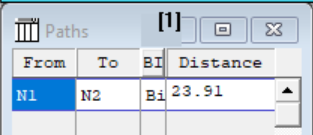 Paths [1]
From To BI Distance
N1 N2 Bi 23.91